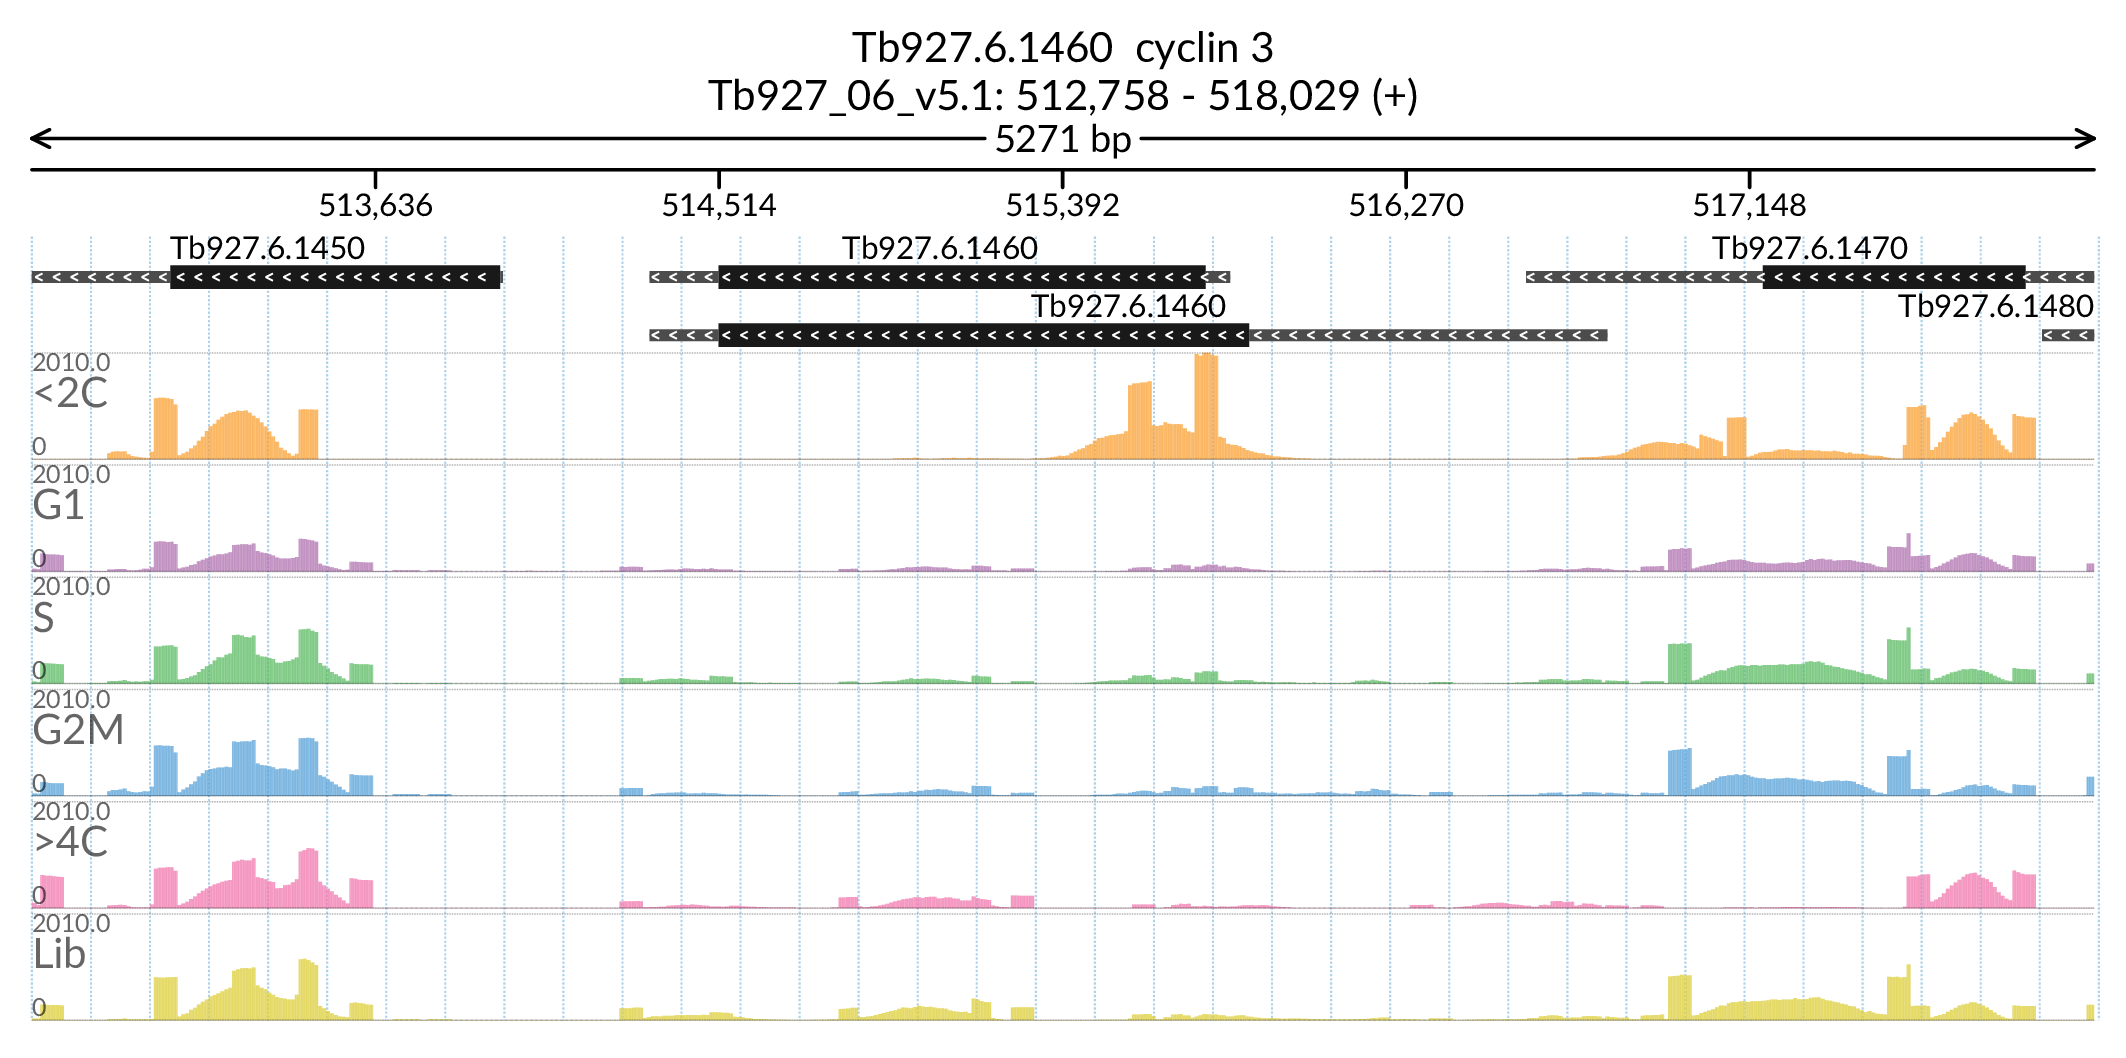 Tb927.6.1460  cyclin 3
Tb927_06_v5.1: 512,758 - 518,029 (+)
5271 bp
513,636 514,514 515,392 516,270 517,148
Tb927.6.1450 Tb927.6.1460 Tb927.6.1470
Tb927.6.1460 Tb927.6.1480
2010.0
<2C
0
2010.0
G1
0
2010.0
S
0
2010.0
G2M
0
2010.0
>4C
0
2010.0
Lib
0